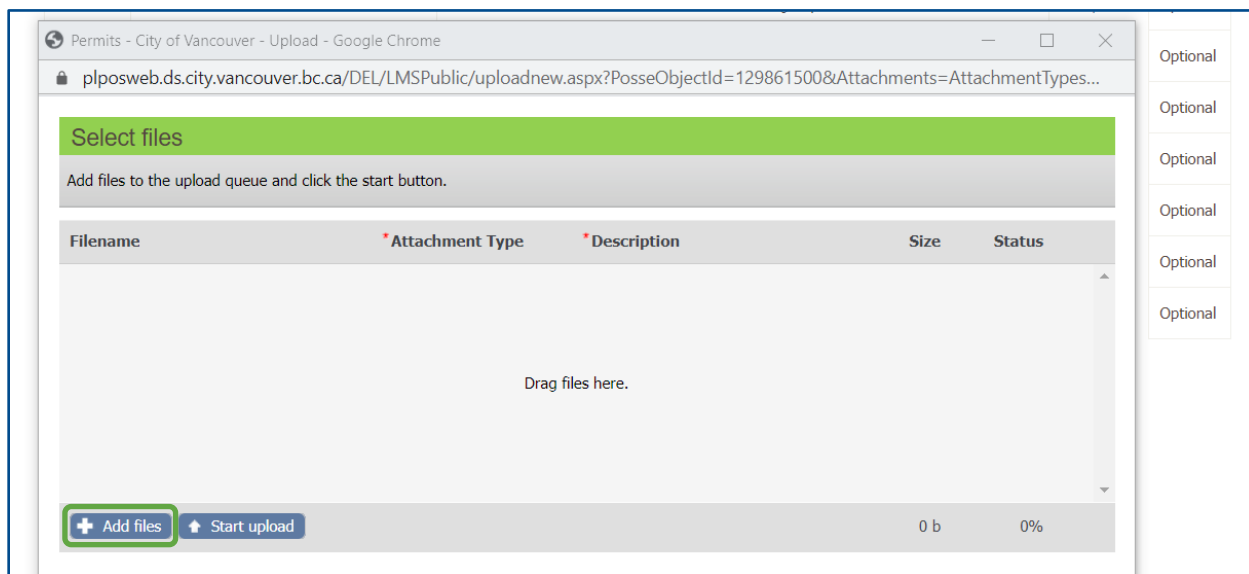 Permits - City of Vancouver - Upload - Google Chrome
plposweb.ds.city.vancouver.bc.ca/DEL/LMSPublic/uploadnew.aspx?PosseObjectId=129861500&Attachments=AttachmentTypes...
Select files
Add files to the upload queue and click the start button.
Filename *Attachment Type *Description Size Status
Drag files here.
Add files Start upload 0 b 0%
Optional
Optional
Optional
Optional
Optional
Optional